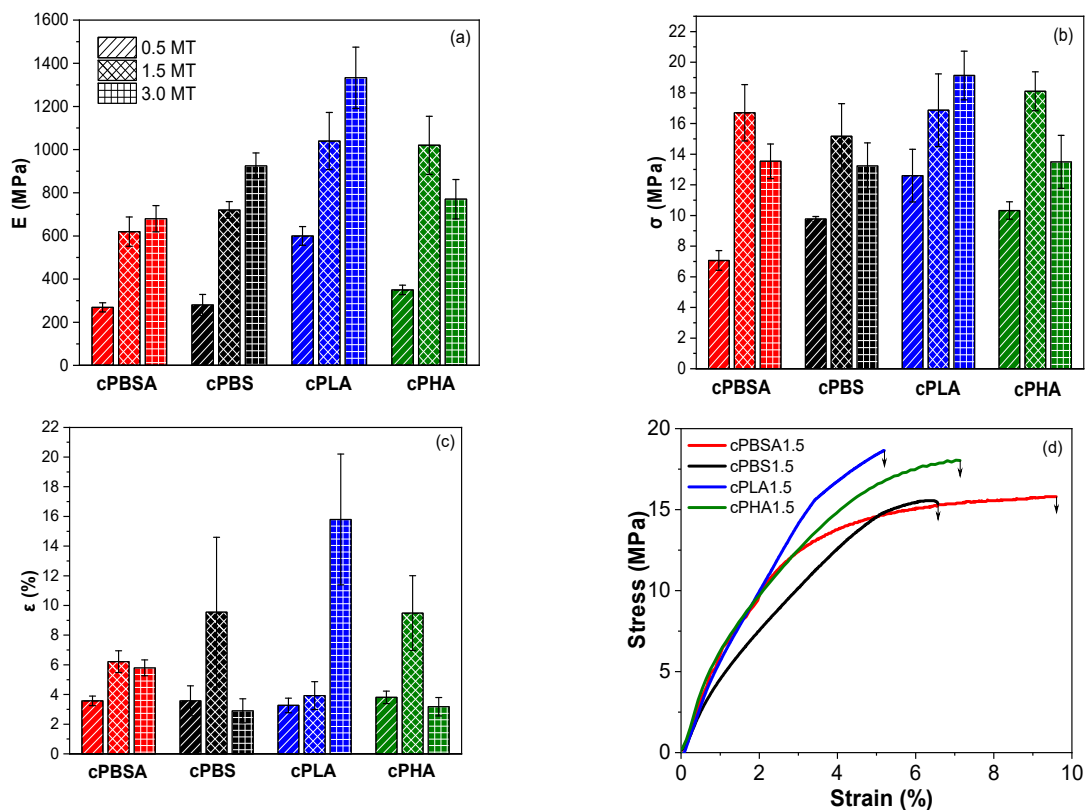 (a)
0.5 MT
1.5 MT
3.0 MT
1600
1400
1200
1000
800
600
400
200
0
E (MPa)
cPBSA cPBS cPLA cPHA
(b)
22
20
18
16
14
12
10
8
6
4
2
0
σ (MPa)
cPBSA cPBS cPLA cPHA
(c)
22
20
18
16
14
12
10
8
6
4
2
0
ε (%)
cPBSA cPBS cPLA cPHA
(d)
cPBSA1.5
cPBS1.5
cPLA1.5
cPHA1.5
20
15
10
5
0
Stress (MPa)
0 2 4 6 8 10
Strain (%)